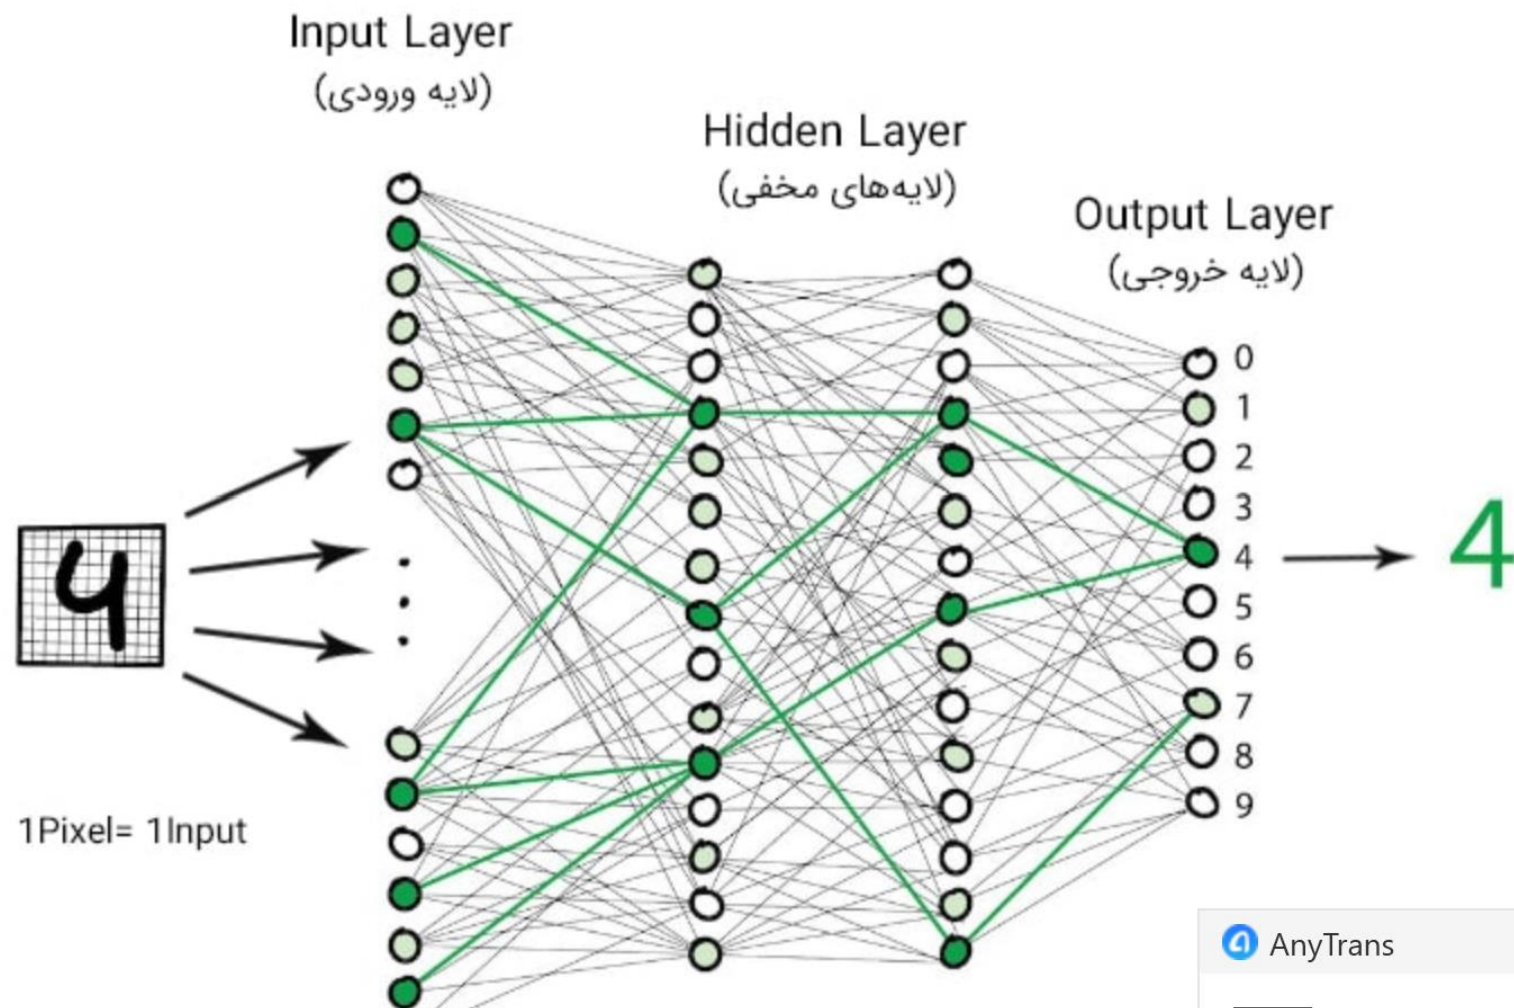 Input Layer
(لایه ورودی)
Hidden Layer
(لایه‌های مخفی)
Output Layer
(لایه خروجی)
0
1
2
3
4
5
6
7
8
9
4
4
1Pixel= 1Input
AnyTrans